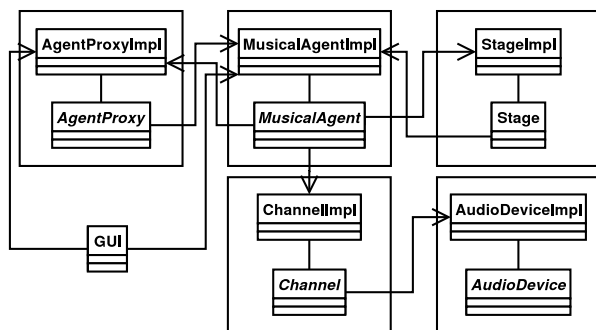 AgentProxyImpl
MusicalAgentImpl
StageImpl
AgentProxy
MusicalAgent
Stage
ChannelImpl
AudioDeviceImpl
GUI
Channel
AudioDevice